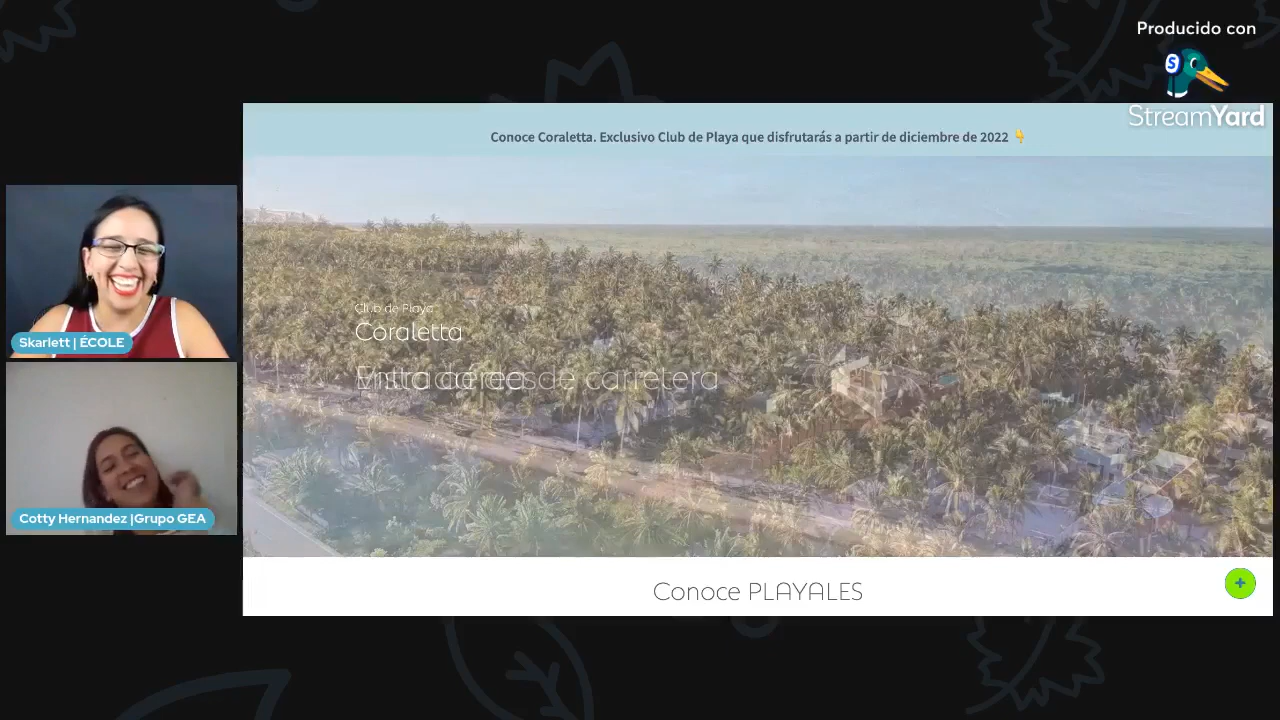 Producido con
StreamYard
Conoce Coraletta. Exclusivo Club de Playa que disfrutarás a partir de diciembre de 2022 👇
Club de Playa
Coraletta
Skarlett | ÉCOLE
Cotty Hernandez |Grupo GEA
Conoce PLAYALES